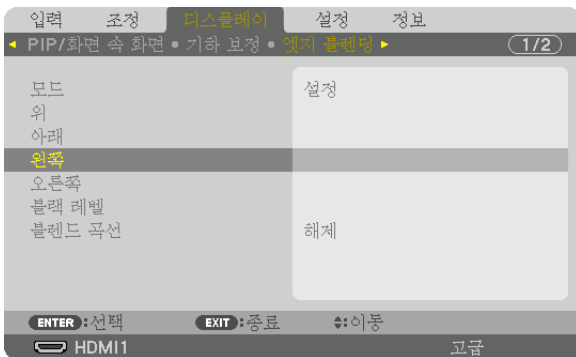 입력 조정 디스플레이 설정 정보
PIP/화면 속 화면 • 기하 보정 • 엣지 블렌딩 1/2
모드 설정
위
아래
왼쪽
오른쪽
블랙 레벨
블렌드 곡선 해제
ENTER :선택 EXIT :종료 :이동
HDMI1 고급